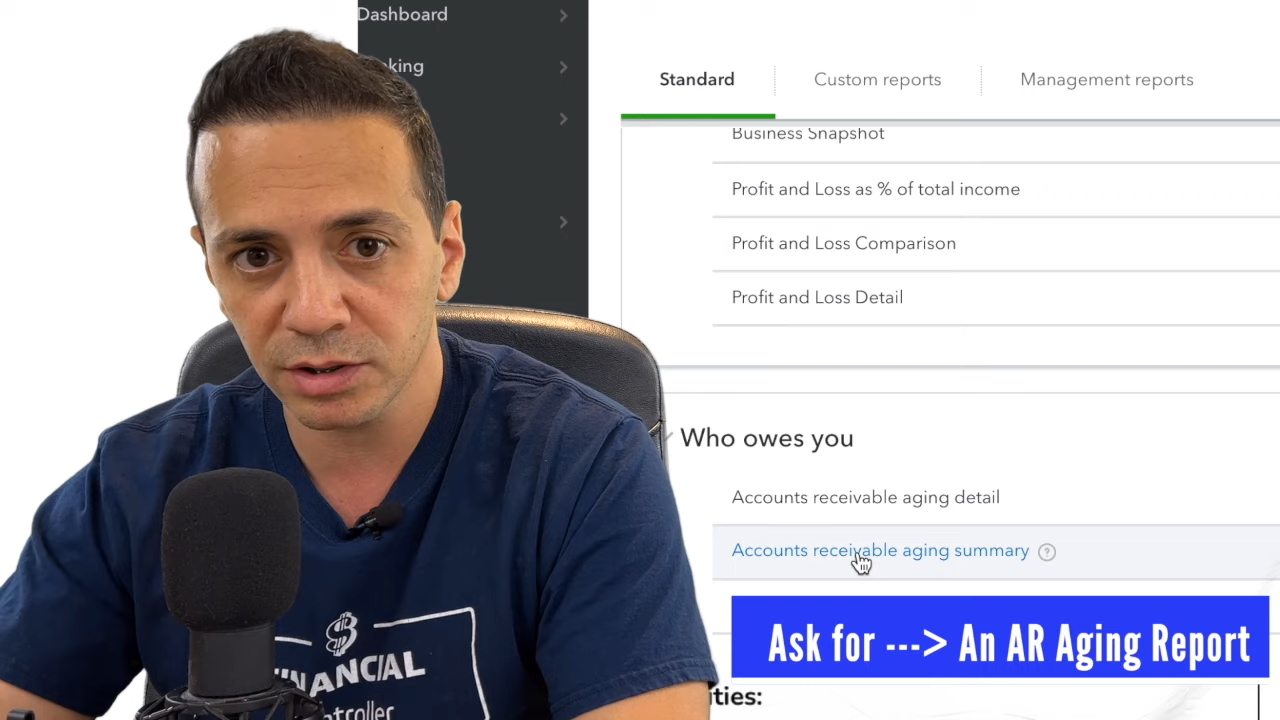 Dashboard
Standard
Custom reports
Management reports
Business Snapshot
Profit and Loss as % of total income
Profit and Loss Comparison
Profit and Loss Detail
Who owes you
Accounts receivable aging detail
Accounts receivable aging summary ?
Ask for ---> An AR Aging Report